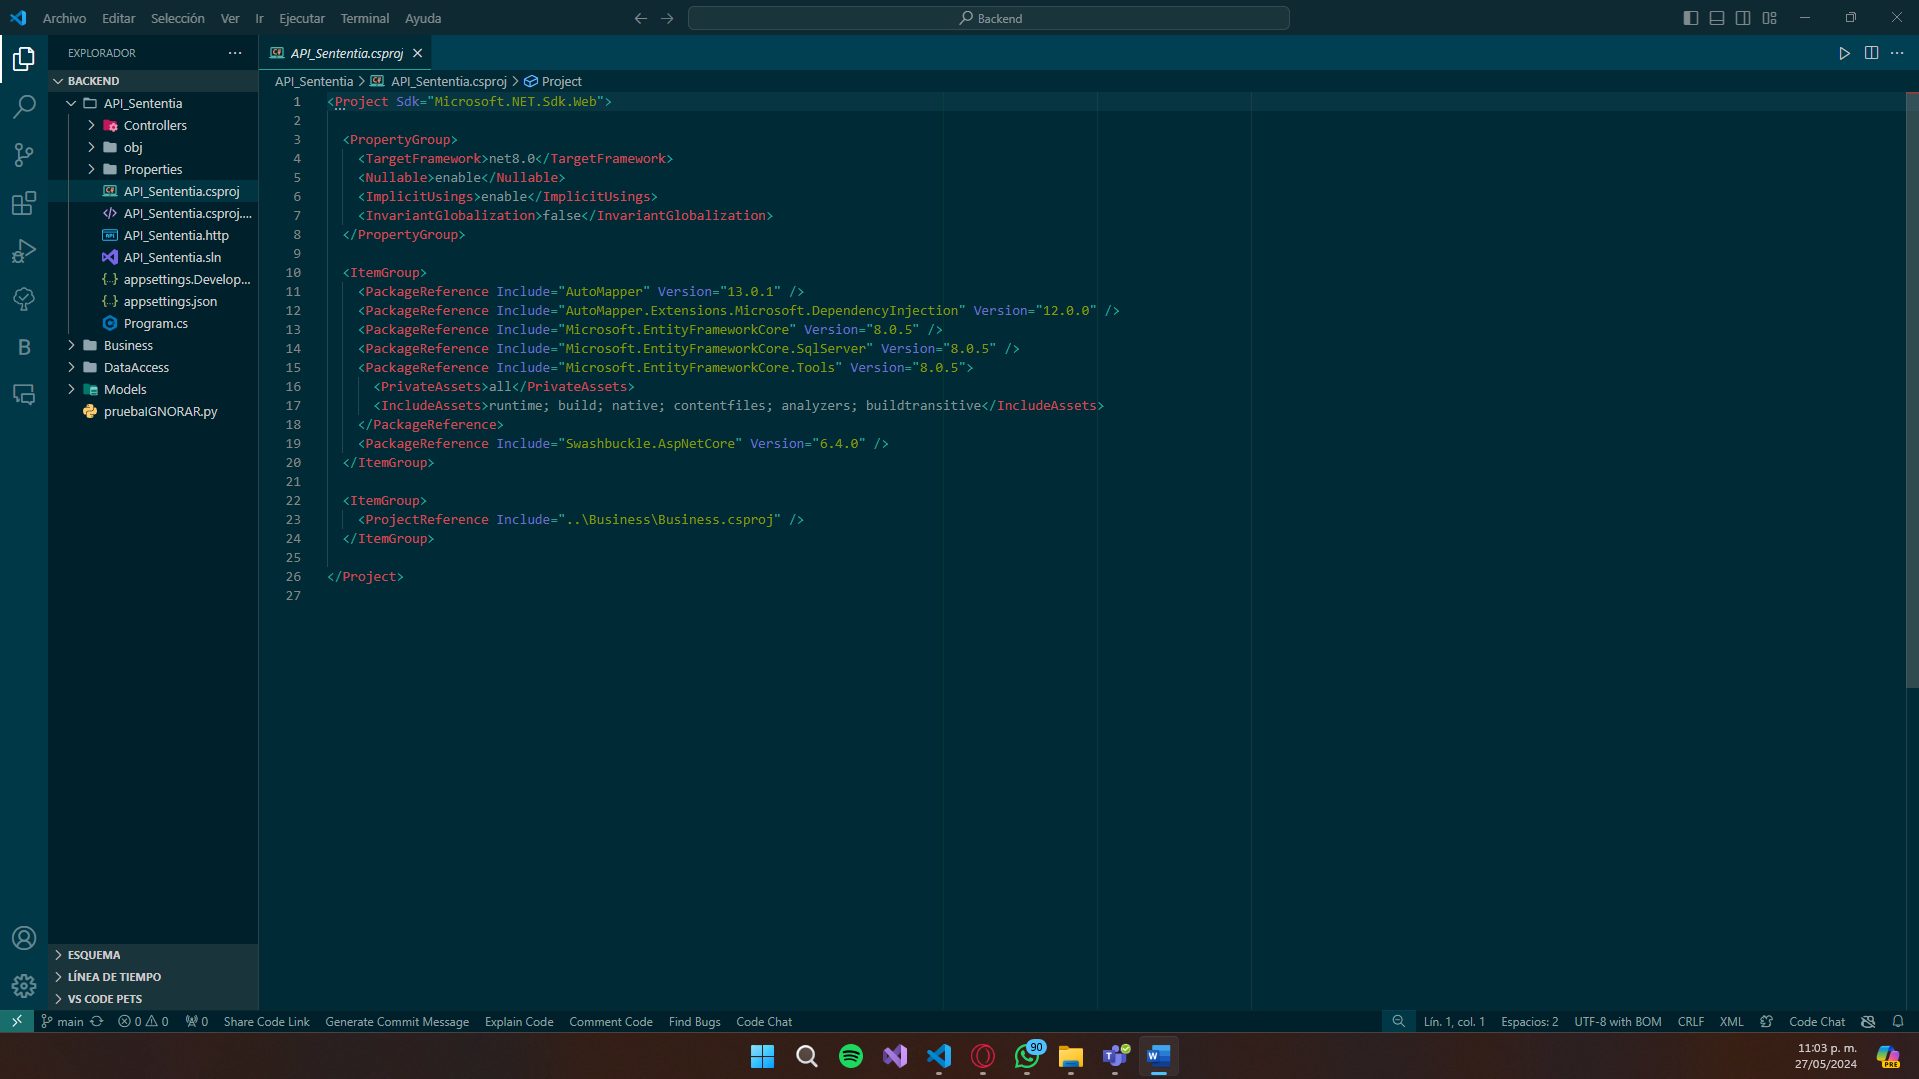 Archivo Editar Selección Ver Ir Ejecutar Terminal Ayuda
Backend
EXPLORADOR
API_Sententia.csproj
BACKEND
API_Sententia
Controllers
obj
Properties
API_Sententia.csproj
API_Sententia.csproj....
API_Sententia.http
API_Sententia.sln
appsettings.Develop...
appsettings.json
Program.cs
Business
DataAccess
Models
pruebaIGNORAR.py
ESQUEMA
LÍNEA DE TIEMPO
VS CODE PETS
API_Sententia > API_Sententia.csproj > Project
1 <Project Sdk="Microsoft.NET.Sdk.Web">
2
3 <PropertyGroup>
4 <TargetFramework>net8.0</TargetFramework>
5 <Nullable>enable</Nullable>
6 <ImplicitUsings>enable</ImplicitUsings>
7 <InvariantGlobalization>false</InvariantGlobalization>
8 </PropertyGroup>
9
10 <ItemGroup>
11 <PackageReference Include="AutoMapper" Version="13.0.1" />
12 <PackageReference Include="AutoMapper.Extensions.Microsoft.DependencyInjection" Version="12.0.0" />
13 <PackageReference Include="Microsoft.EntityFrameworkCore" Version="8.0.5" />
14 <PackageReference Include="Microsoft.EntityFrameworkCore.SqlServer" Version="8.0.5" />
15 <PackageReference Include="Microsoft.EntityFrameworkCore.Tools" Version="8.0.5">
16 <PrivateAssets>all</PrivateAssets>
17 <IncludeAssets>runtime; build; native; contentfiles; analyzers; buildtransitive</IncludeAssets>
18 </PackageReference>
19 <PackageReference Include="Swashbuckle.AspNetCore" Version="6.4.0" />
20 </ItemGroup>
21
22 <ItemGroup>
23 <ProjectReference Include="..\Business\Business.csproj" />
24 </ItemGroup>
25
26 </Project>
27
main 0 0 0 Share Code Link Generate Commit Message Explain Code Comment Code Find Bugs Code Chat
Lín. 1, col. 1 Espacios: 2 UTF-8 with BOM CRLF XML Code Chat
90
11:03 p. m.
27/05/2024
PRE